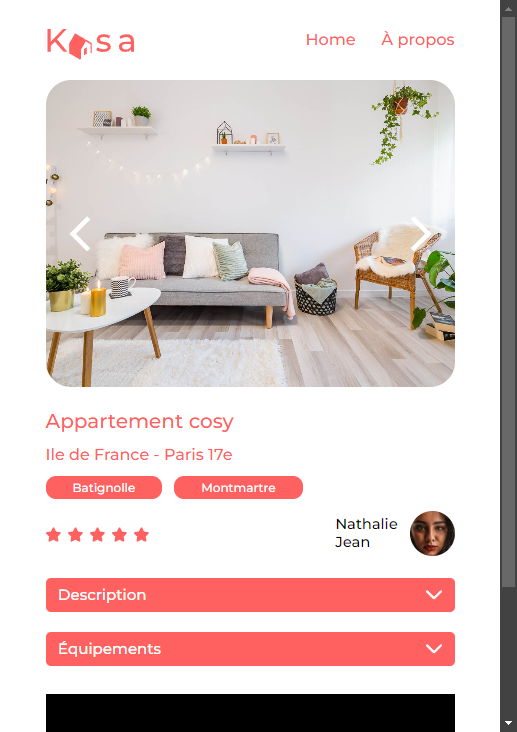 Kasa
Home
À propos
Appartement cosy
Ile de France - Paris 17e
Batignolle
Montmartre
Nathalie
Jean
Description
Équipements